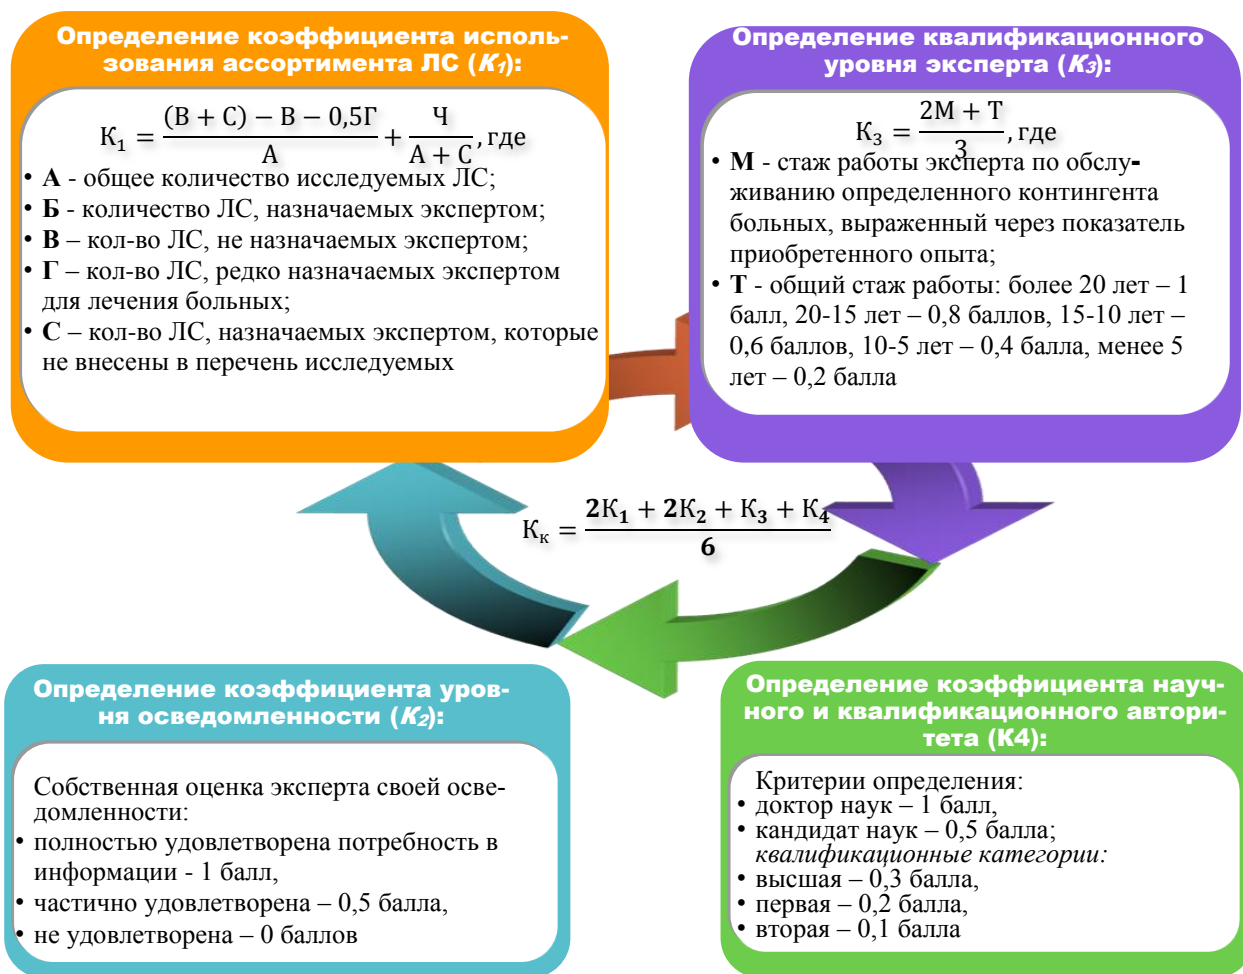 Определение коэффициента исполь-
зования ассортимента ЛС (К₁):
К₁ = ((В + С) − В − 0,5Г)/А + Ч/(А + С), где
• А - общее количество исследуемых ЛС;
• Б - количество ЛС, назначаемых экспертом;
• В – кол-во ЛС, не назначаемых экспертом;
• Г – кол-во ЛС, редко назначаемых экспертом
для лечения больных;
• С – кол-во ЛС, назначаемых экспертом, которые
не внесены в перечень исследуемых
Определение квалификационного
уровня эксперта (К₃):
К₃ = (2М + Т)/3, где
• М - стаж работы эксперта по обслу-
живанию определенного контингента
больных, выраженный через показатель
приобретенного опыта;
• Т - общий стаж работы: более 20 лет – 1
балл, 20-15 лет – 0,8 баллов, 15-10 лет –
0,6 баллов, 10-5 лет – 0,4 балла, менее 5
лет – 0,2 балла
Кк = (2К₁ + 2К₂ + К₃ + К₄)/6
Определение коэффициента уров-
ня осведомленности (К₂):
Собственная оценка эксперта своей осве-
домленности:
• полностью удовлетворена потребность в
информации - 1 балл,
• частично удовлетворена – 0,5 балла,
• не удовлетворена – 0 баллов
Определение коэффициента науч-
ного и квалификационного автори-
тета (К4):
Критерии определения:
• доктор наук – 1 балл,
• кандидат наук – 0,5 балла;
квалификационные категории:
• высшая – 0,3 балла,
• первая – 0,2 балла,
• вторая – 0,1 балла